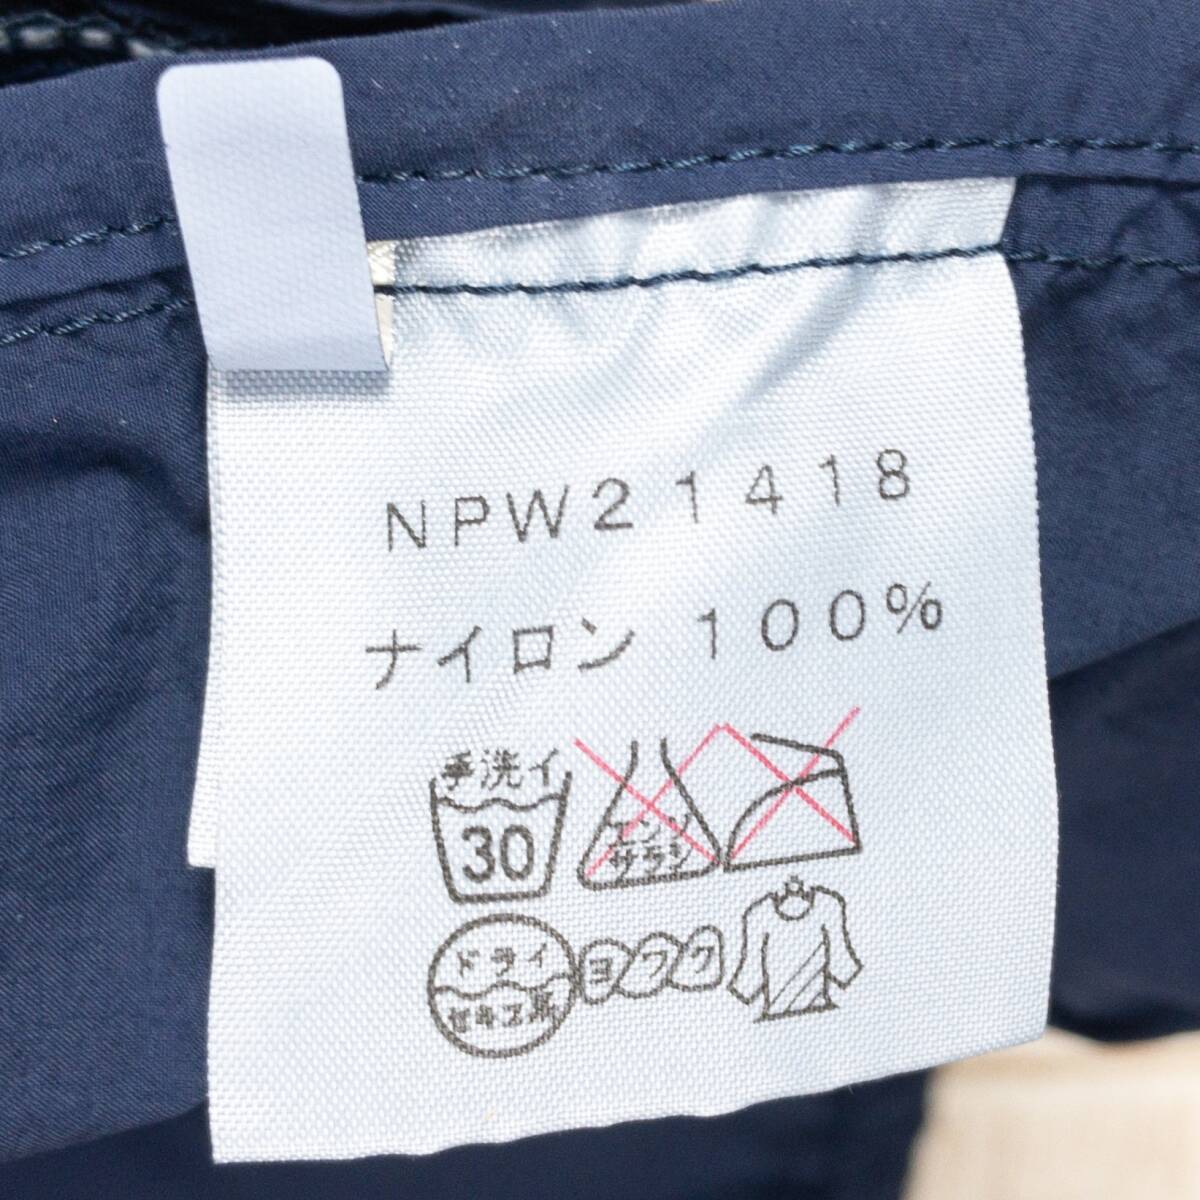 NPW21418
ナイロン 100%
手洗イ
30
エンソ
サラシ
ドライ
セキユ系
ヨワク